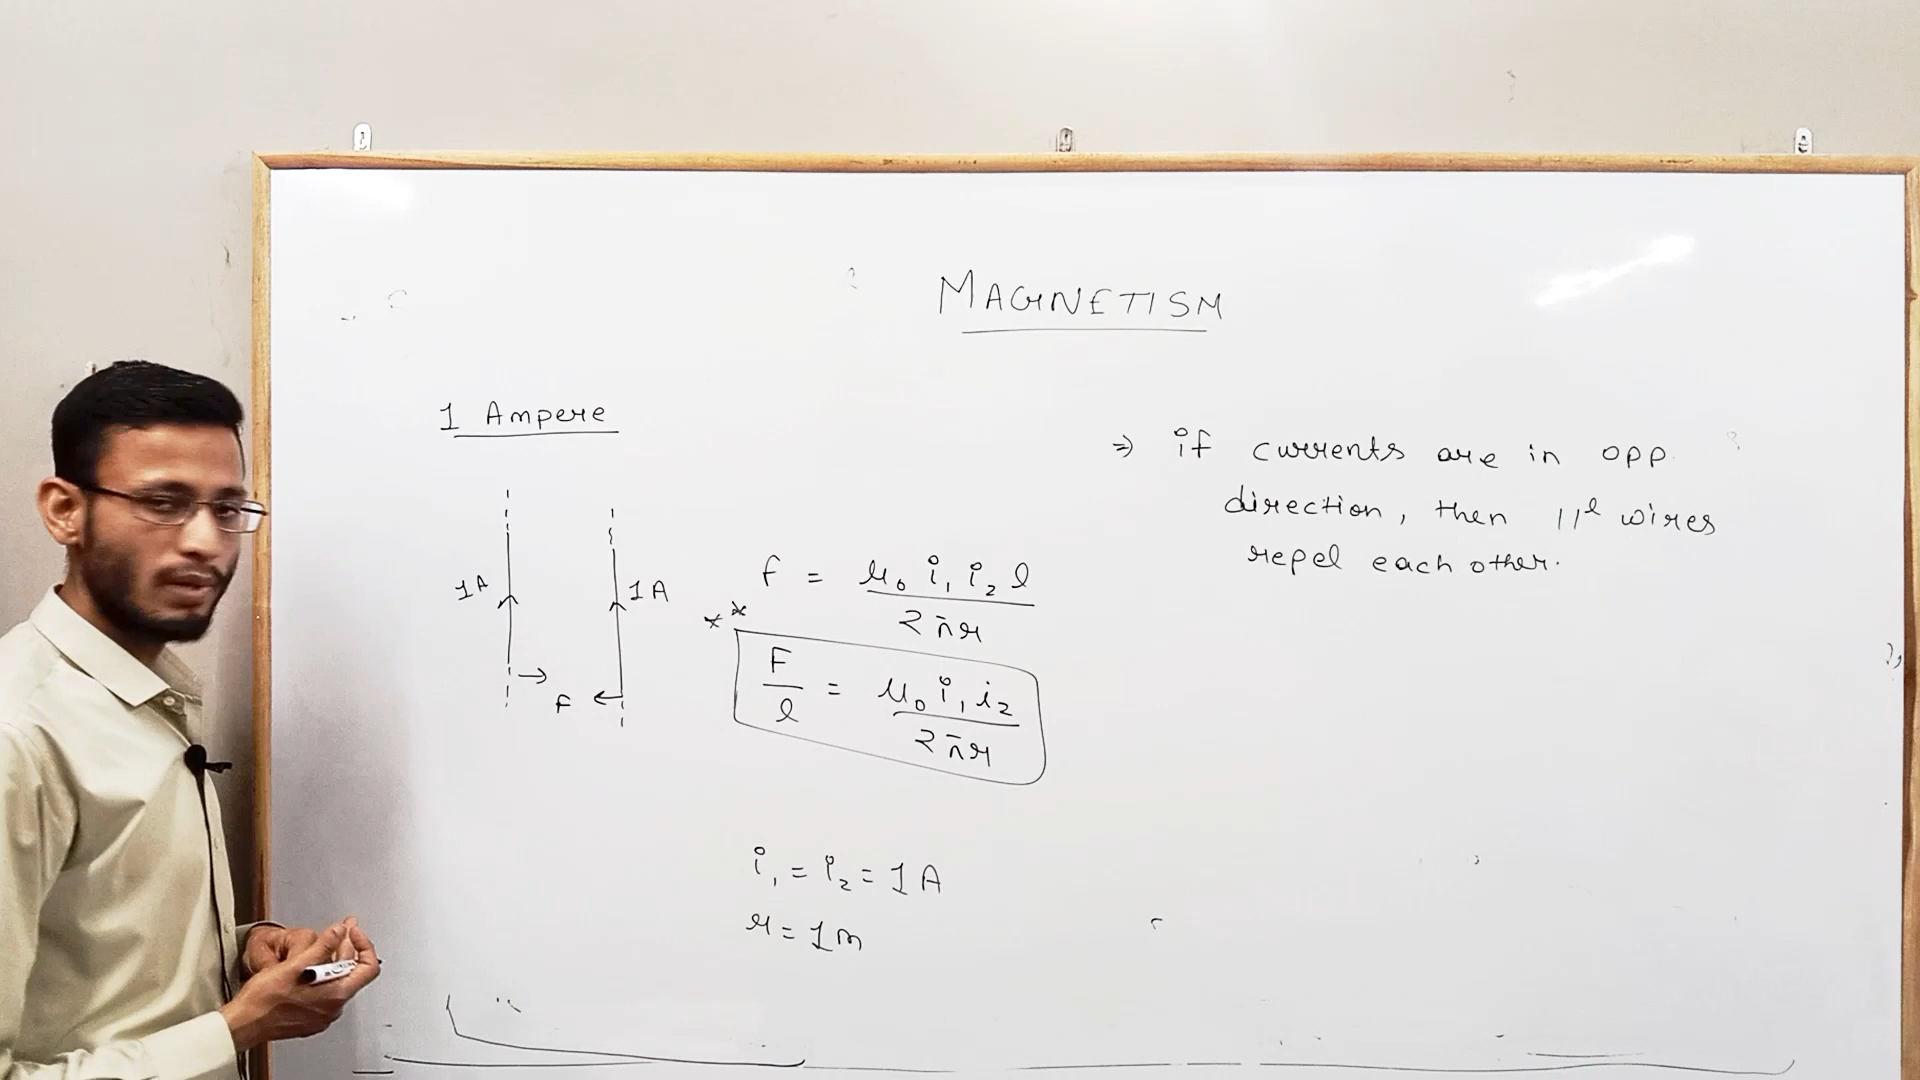 MAGNETISM
1 Ampere
1A
1A
F
F = μ₀ i₁ i₂ l / 2πr
**
F/l = μ₀ i₁ i₂ / 2πr
i₁ = i₂ = 1A
r = 1m
⇒ if currents are in opp.
direction, then ||ˡ wires
repel each other.